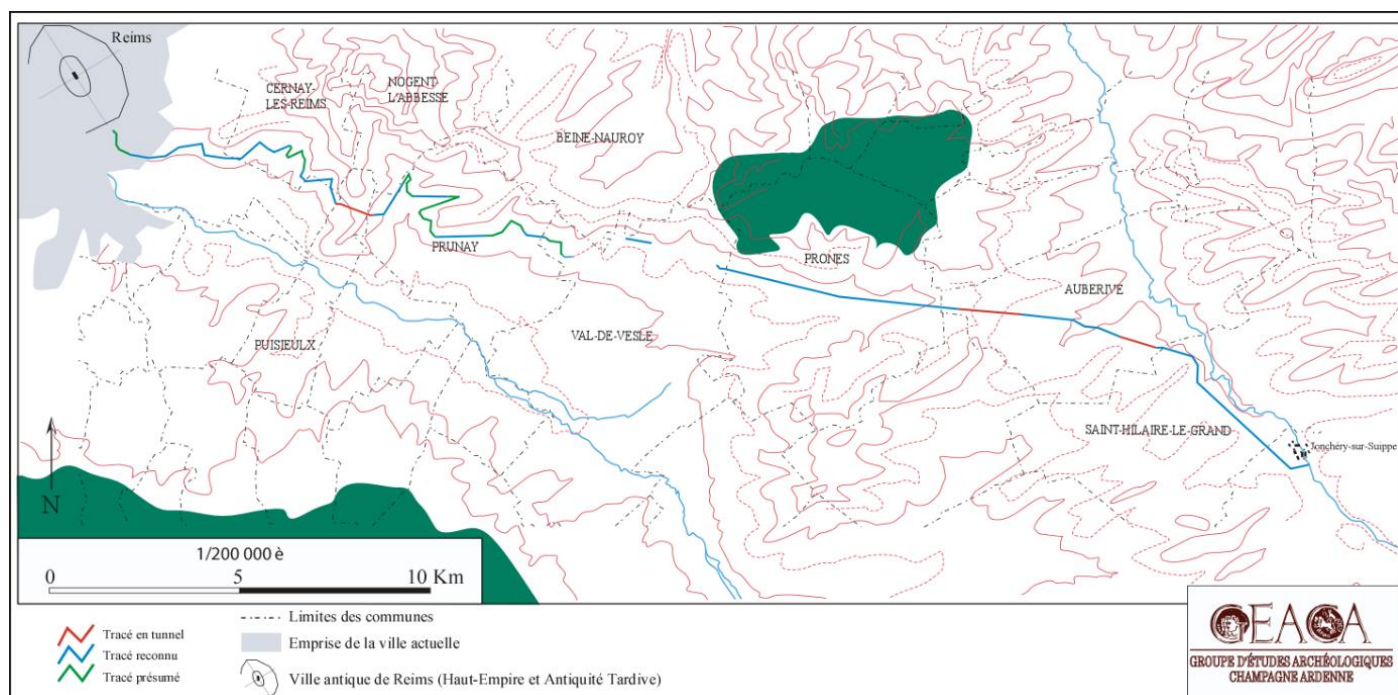 Reims
CERNAY-
LES-REIMS
NOGENT
L'ABBESSE
BEINE-NAUROY
PRUNAY
PRONES
AUBERIVE
PUISIEULX
VAL-DE-VESLE
SAINT-HILAIRE-LE-GRAND
Jonchéry-sur-Suippe
N
1/200 000 è
0 5 10 Km
Tracé en tunnel
Tracé reconnu
Tracé présumé
Limites des communes
Emprise de la ville actuelle
Ville antique de Reims (Haut-Empire et Antiquité Tardive)
GEACA
GROUPE D'ÉTUDES ARCHÉOLOGIQUES
CHAMPAGNE ARDENNE